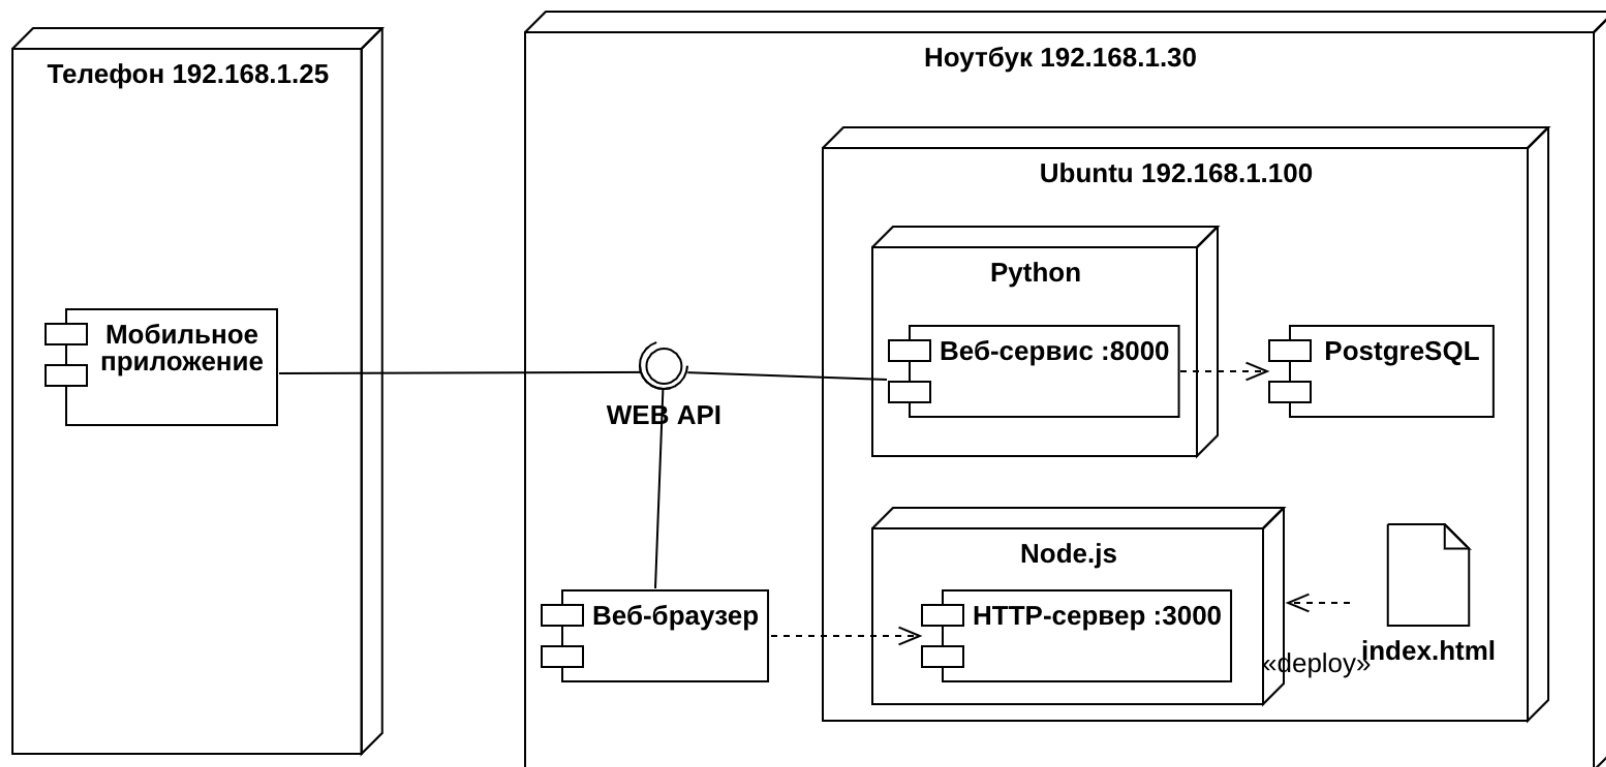 Телефон 192.168.1.25
Ноутбук 192.168.1.30
Ubuntu 192.168.1.100
Python
Мобильное
приложение
Веб-сервис :8000
PostgreSQL
WEB API
Node.js
Веб-браузер
HTTP-сервер :3000
«deploy»
index.html